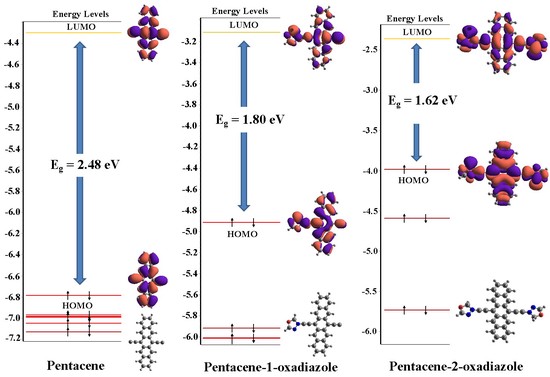 Energy Levels
LUMO
-4.4
-4.6
-4.8
-5.0
-5.2
-5.4
-5.6
-5.8
-6.0
-6.2
-6.4
-6.6
-6.8
-7.0
-7.2
Eg = 2.48 eV
HOMO
Pentacene
Energy Levels
LUMO
-3.2
-3.4
-3.6
-3.8
-4.0
-4.2
-4.4
-4.6
-4.8
-5.0
-5.2
-5.4
-5.6
-5.8
-6.0
Eg = 1.80 eV
HOMO
Pentacene-1-oxadiazole
Energy Levels
LUMO
-2.5
-3.0
-3.5
-4.0
-4.5
-5.0
-5.5
-6.0
Eg = 1.62 eV
HOMO
Pentacene-2-oxadiazole